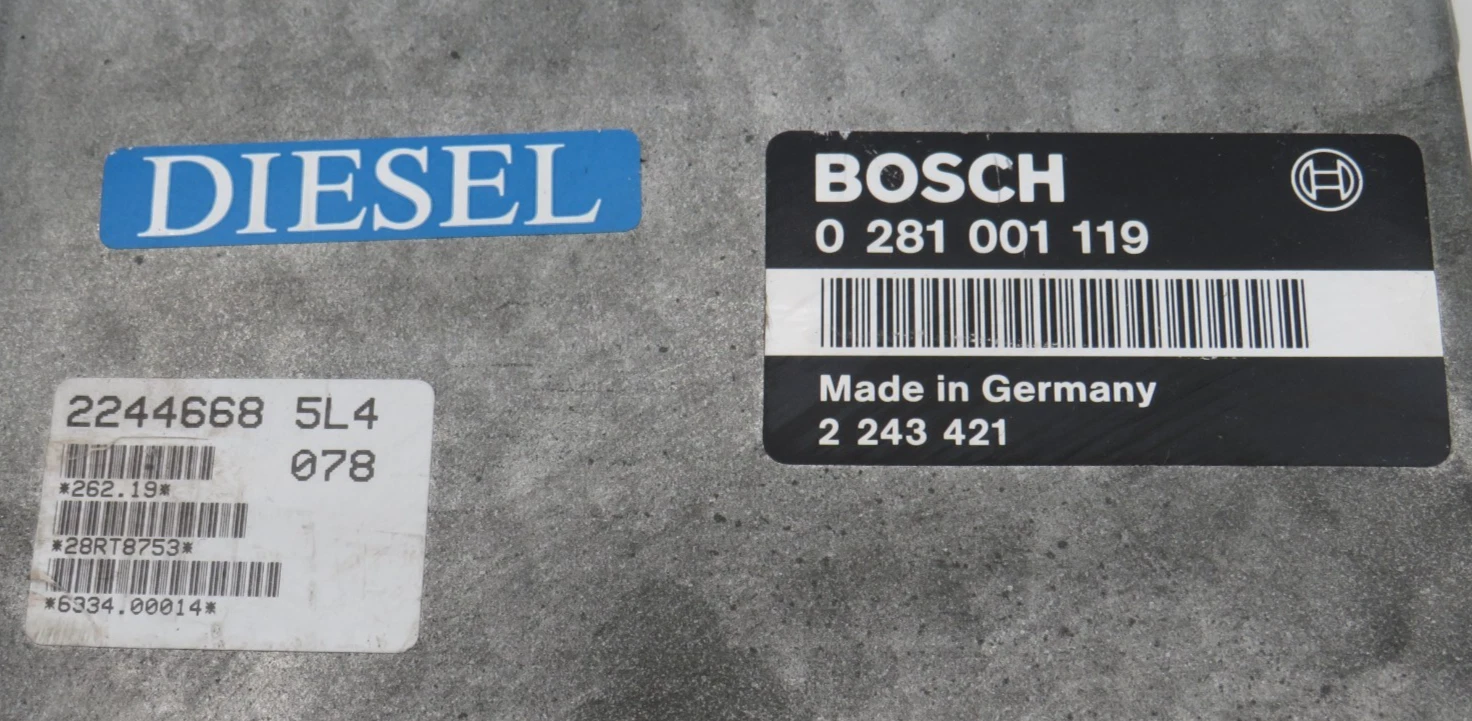 DIESEL
BOSCH
0 281 001 119
Made in Germany
2 243 421
2244668 5L4
078
*262.19*
*28RT8753*
*6334.00014*